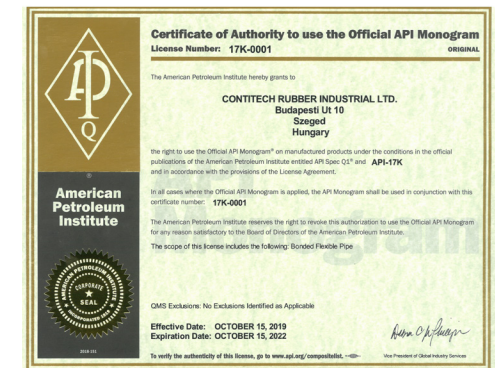 Certificate of Authority to use the Official API Monogram
License Number: 17K-0001
ORIGINAL
The American Petroleum Institute hereby grants to
CONTITECH RUBBER INDUSTRIAL LTD.
Budapesti Ut 10
Szeged
Hungary
the right to use the Official API Monogram® on manufactured products under the conditions in the official
publications of the American Petroleum Institute entitled API Spec Q1® and API-17K
and in accordance with the provisions of the License Agreement.
In all cases where the Official API Monogram is applied, the API Monogram shall be used in conjunction with this
certificate number: 17K-0001
The American Petroleum Institute reserves the right to revoke this authorization to use the Official API Monogram
for any reason satisfactory to the Board of Directors of the American Petroleum Institute.
The scope of this license includes the following: Bonded Flexible Pipe
QMS Exclusions: No Exclusions Identified as Applicable
Effective Date: OCTOBER 15, 2019
Expiration Date: OCTOBER 15, 2022
To verify the authenticity of this license, go to www.api.org/compositelist.
Vice President of Global Industry Services
API
Q
®
American
Petroleum
Institute
AMERICAN PETROLEUM INSTITUTE
CORPORATE
SEAL
INCORPORATED 1919